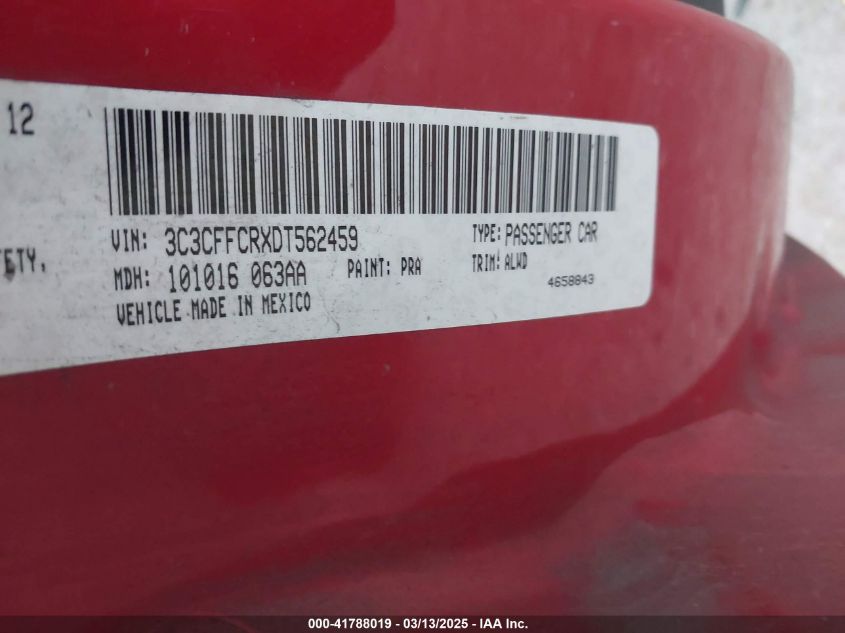 12
VIN: 3C3CFFCRXDT562459
TYPE: PASSENGER CAR
ETY.
MDH: 101016 063AA
PAINT: PRA
TRIM: ALWD
4658843
VEHICLE MADE IN MEXICO
000-41788019 - 03/13/2025 - IAA Inc.